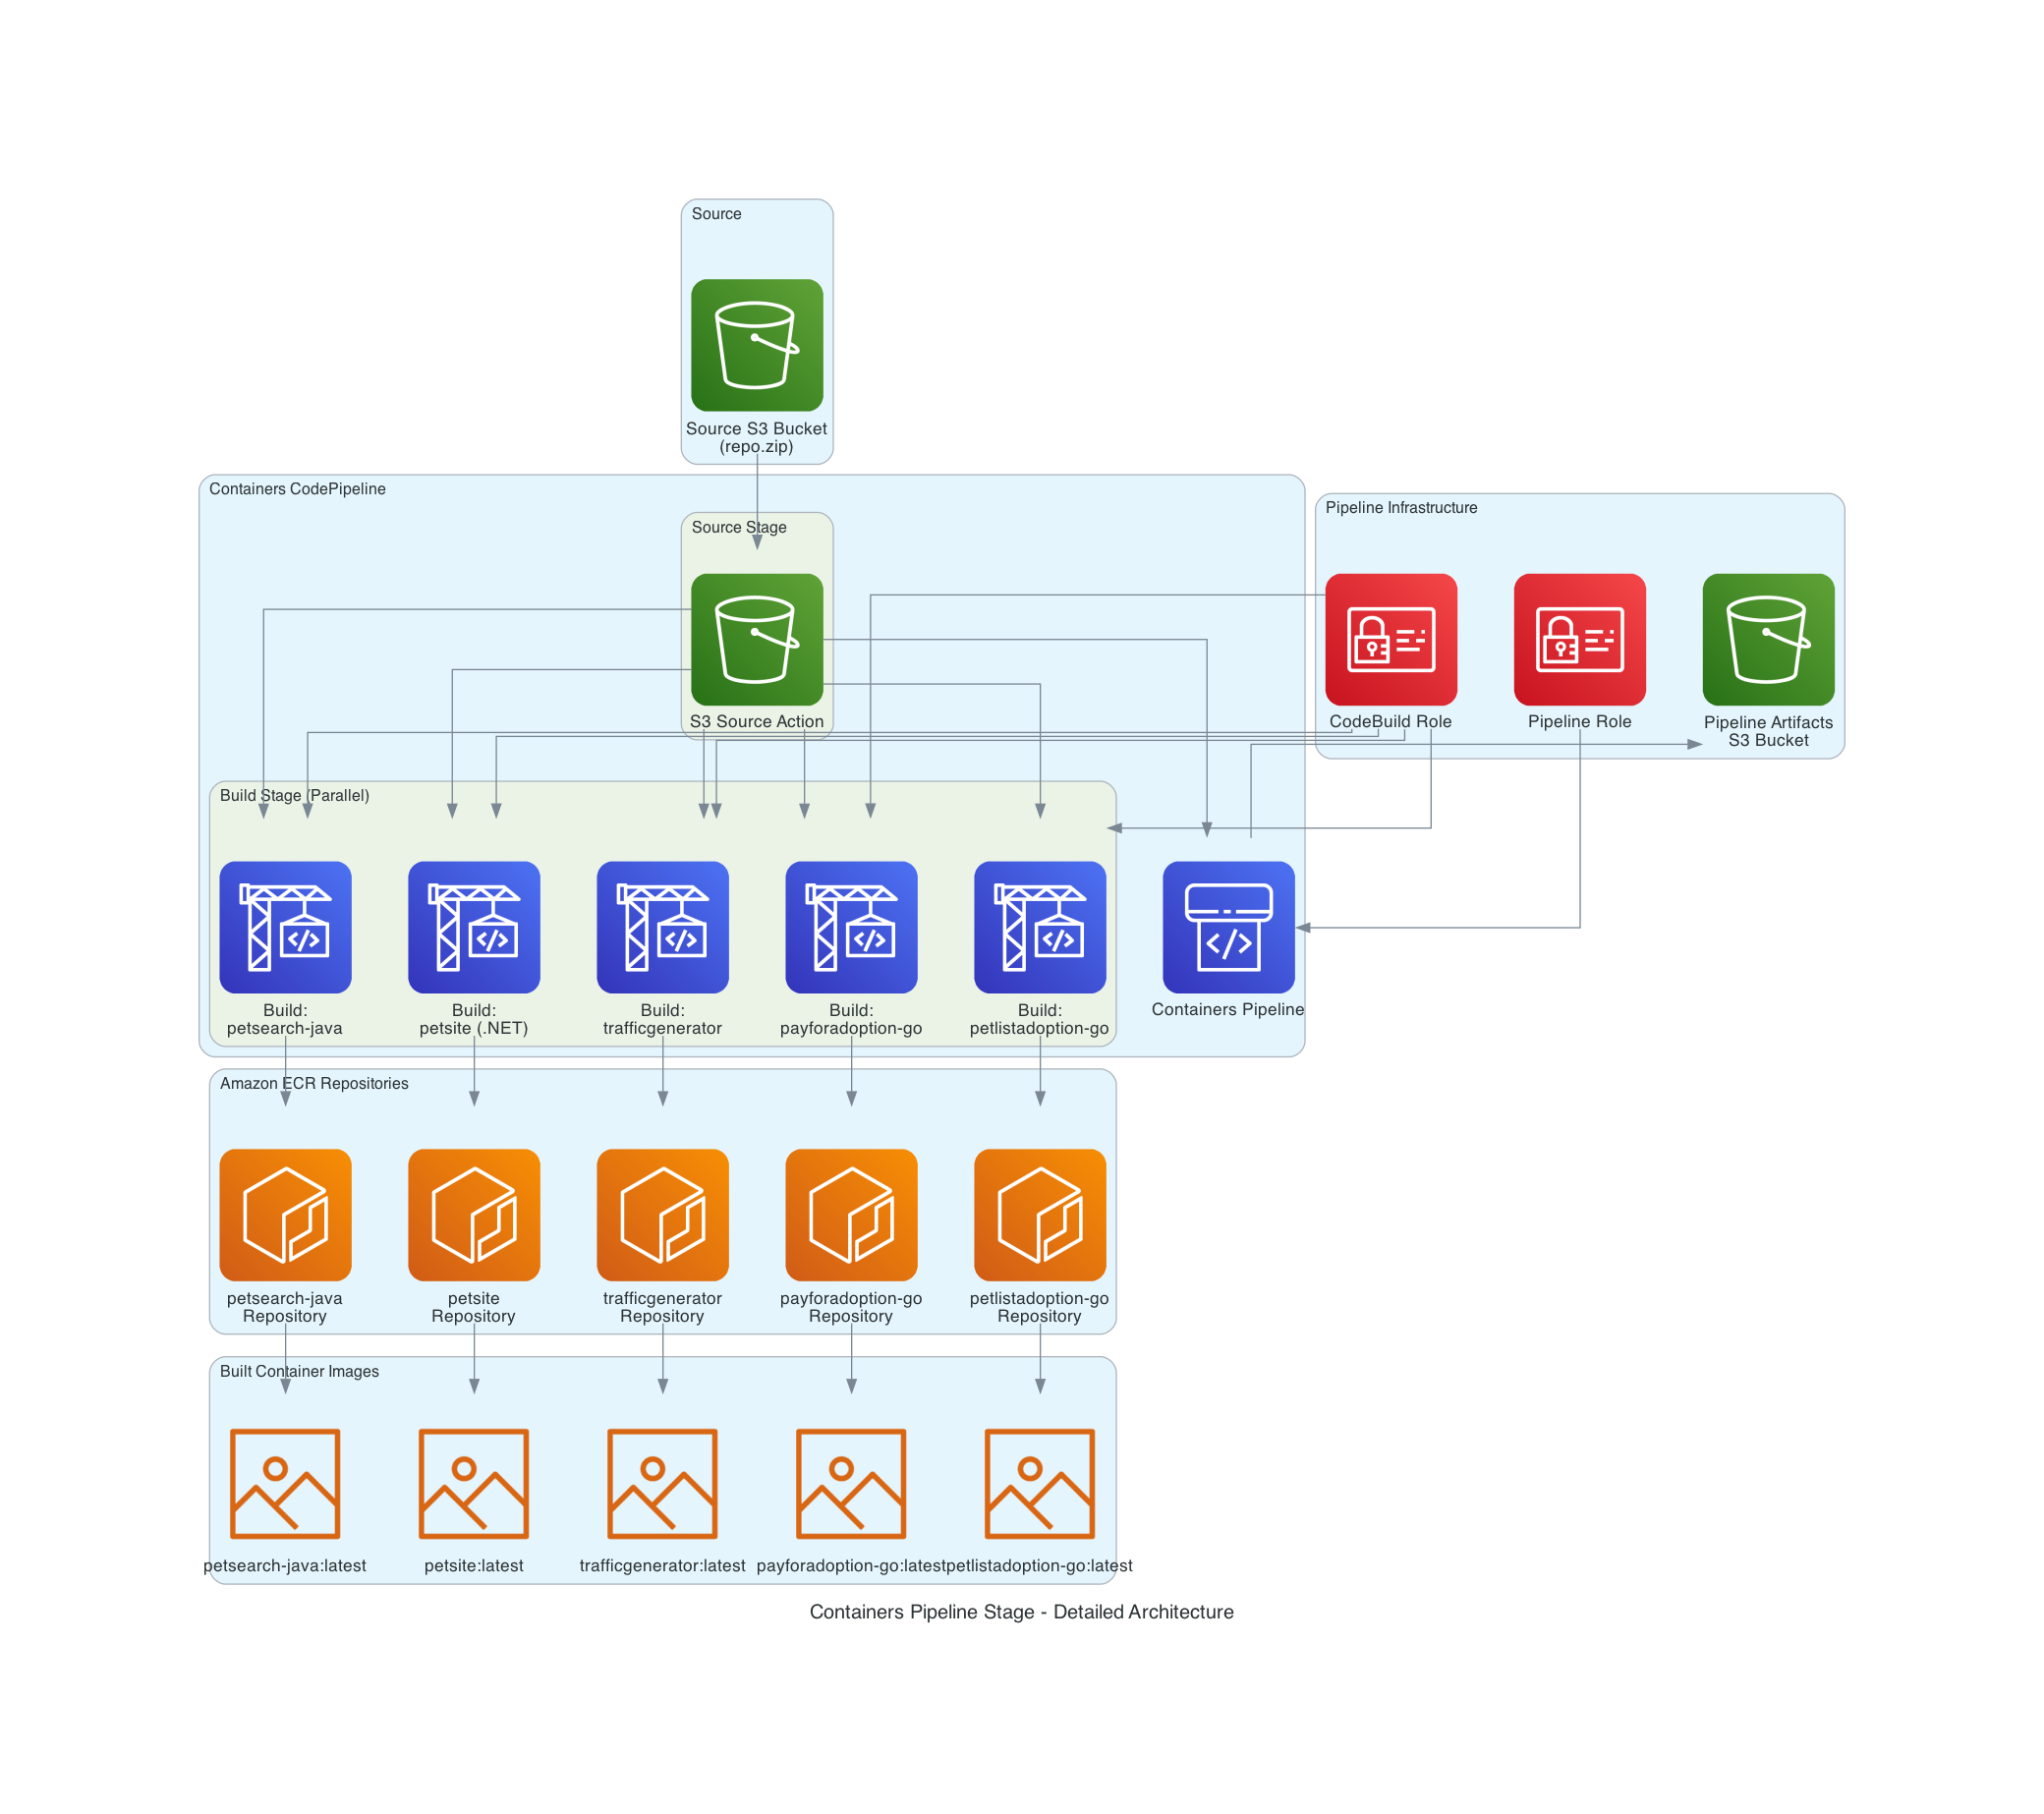 Source
Source S3 Bucket
(repo.zip)
Containers CodePipeline
Pipeline Infrastructure
Source Stage
S3 Source Action
CodeBuild Role
Pipeline Role
Pipeline Artifacts
S3 Bucket
Build Stage (Parallel)
Build:
petsearch-java
Build:
petsite (.NET)
Build:
trafficgenerator
Build:
payforadoption-go
Build:
petlistadoption-go
Containers Pipeline
Amazon ECR Repositories
petsearch-java
Repository
petsite
Repository
trafficgenerator
Repository
payforadoption-go
Repository
petlistadoption-go
Repository
Built Container Images
petsearch-java:latest
petsite:latest
trafficgenerator:latest
payforadoption-go:latest
petlistadoption-go:latest
Containers Pipeline Stage - Detailed Architecture